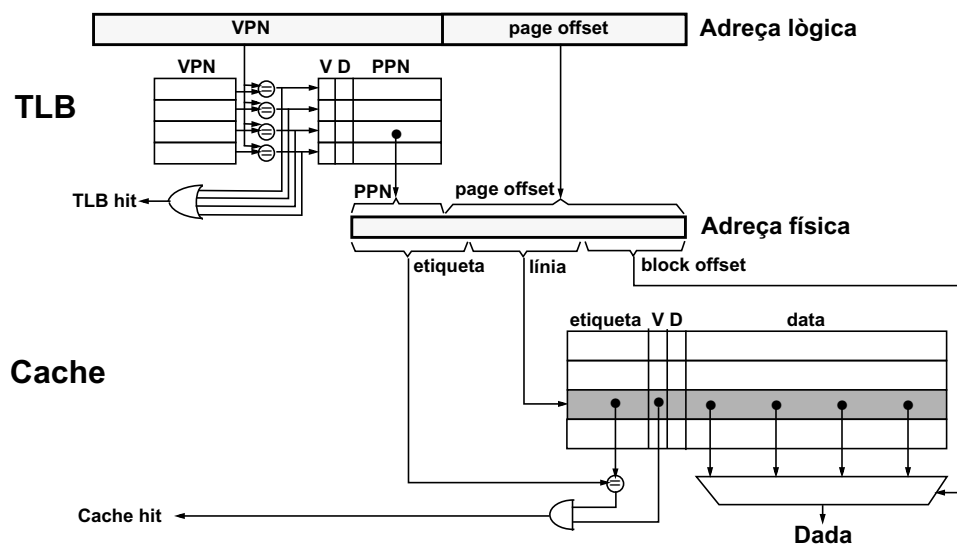 VPN page offset Adreça lògica
VPN V D PPN
TLB
TLB hit
PPN page offset
Adreça física
etiqueta línia block offset
etiqueta V D data
Cache
Cache hit
Dada